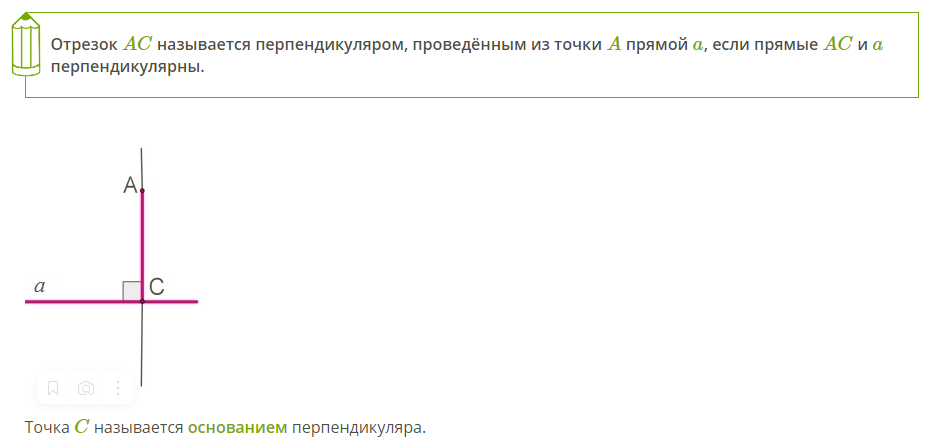 Отрезок AC называется перпендикуляром, проведённым из точки A прямой a, если прямые AC и a
перпендикулярны.
A
a
C
Точка C называется основанием перпендикуляра.